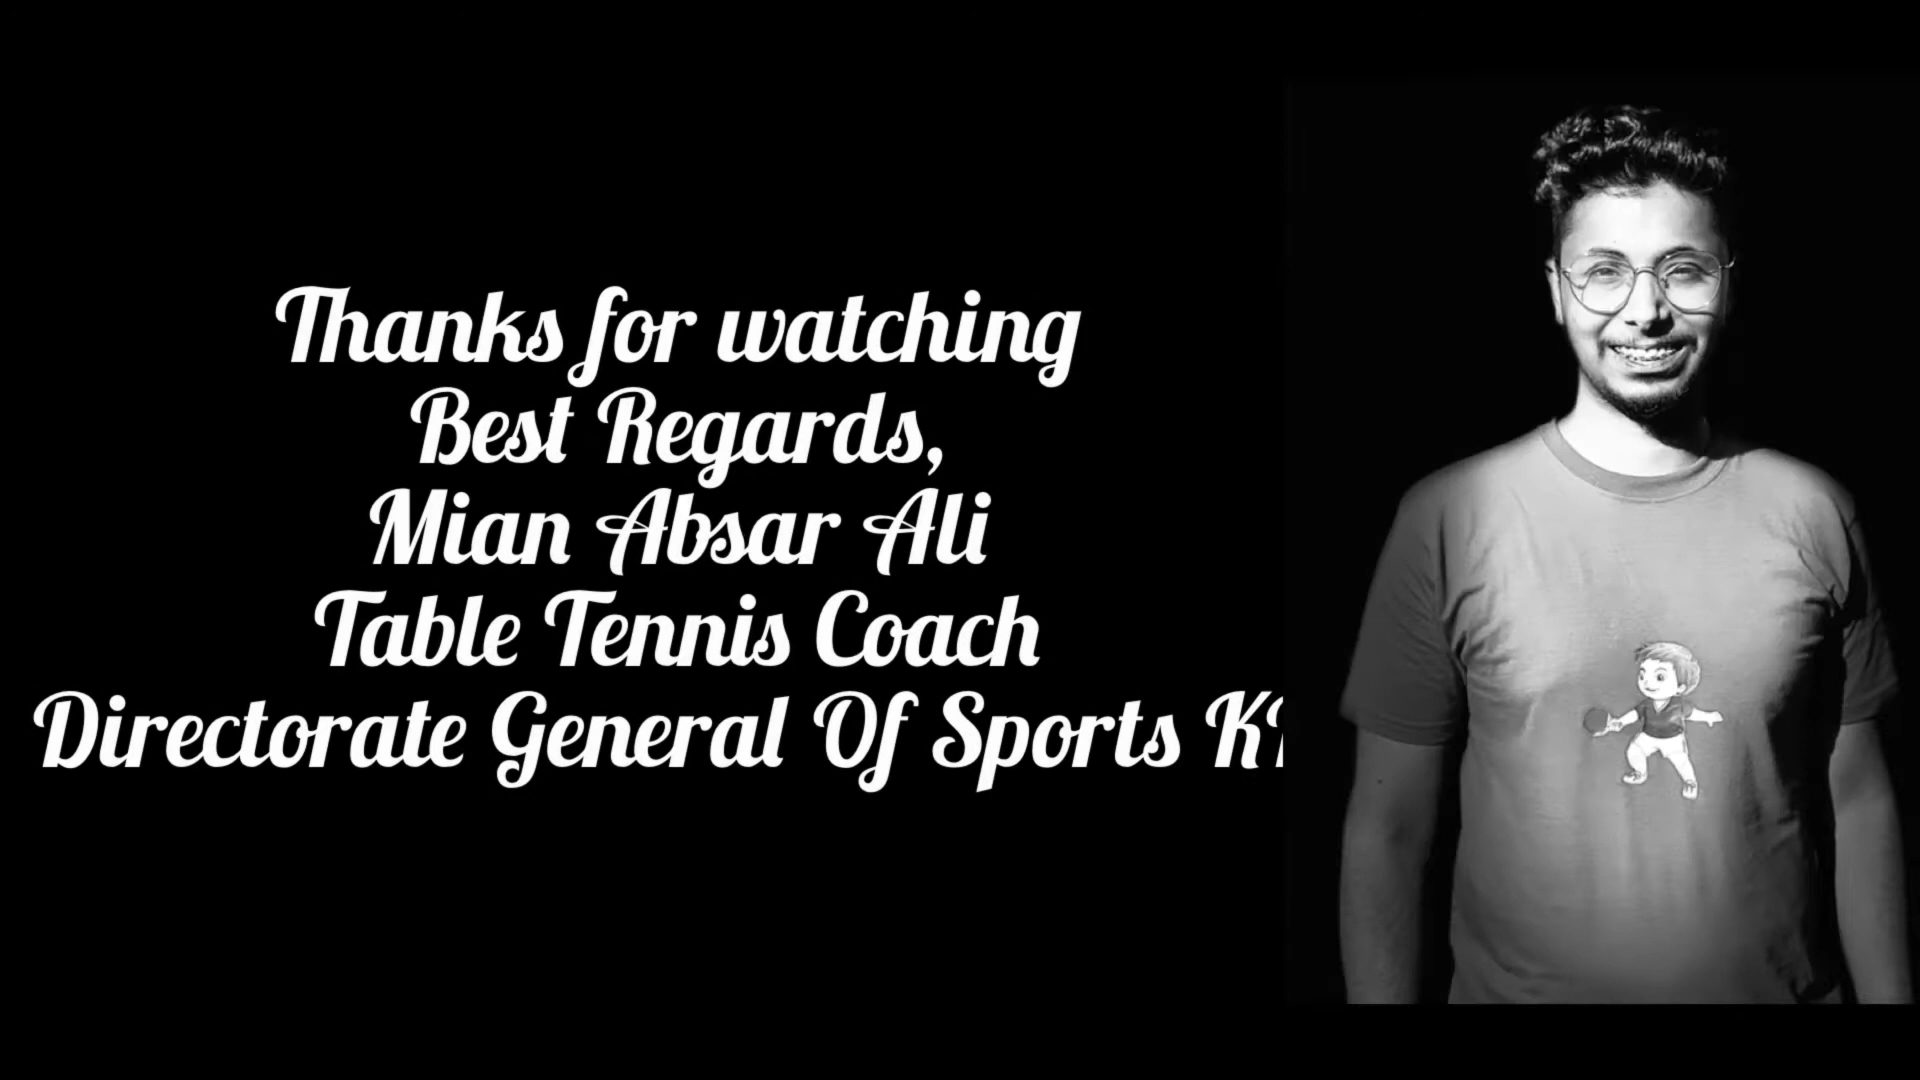 Thanks for watching
Best Regards,
Mian Absar Ali
Table Tennis Coach
Directorate General Of Sports